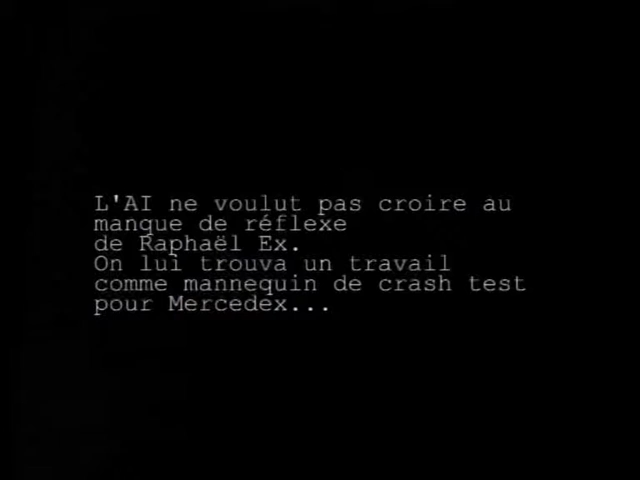 L'AI ne voulut pas croire au
manque de réflexe
de Raphaël Ex.
On lui trouva un travail
comme mannequin de crash test
pour Mercedex...